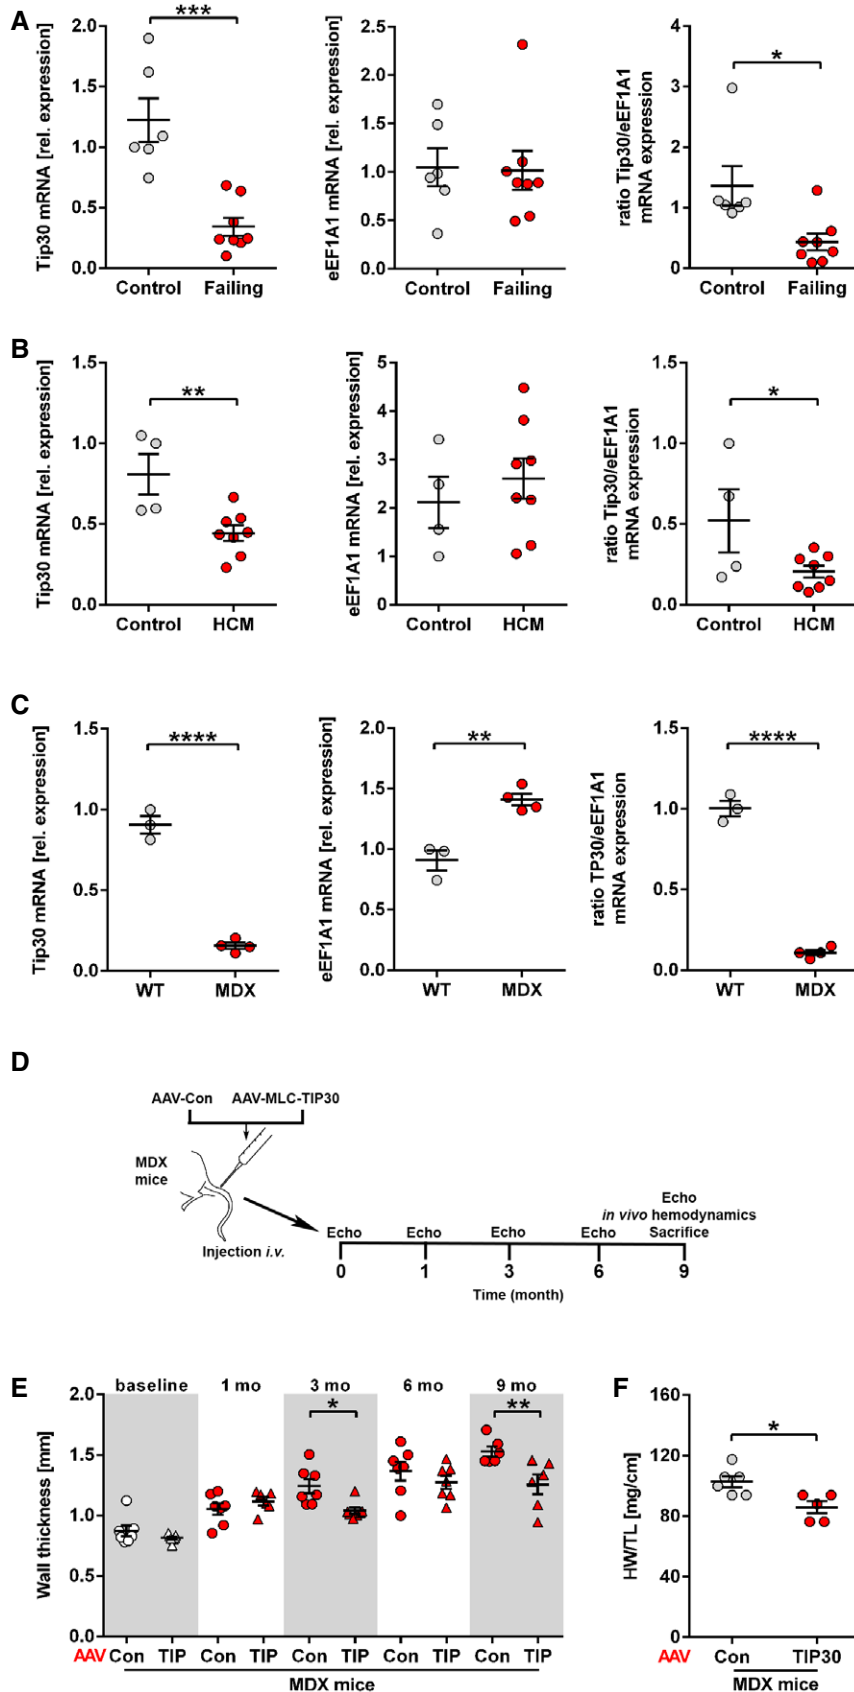 A
Tip30 mRNA [rel. expression]
2.0
1.5
1.0
0.5
0.0
***
Control Failing
eEF1A1 mRNA [rel. expression]
2.5
2.0
1.5
1.0
0.5
0.0
Control Failing
ratio Tip30/eEF1A1
mRNA expression
4
3
2
1
0
*
Control Failing
B
Tip30 mRNA [rel. expression]
1.5
1.0
0.5
0.0
**
Control HCM
eEF1A1 mRNA [rel. expression]
5
4
3
2
1
0
Control HCM
ratio Tip30/eEF1A1
mRNA expression
1.5
1.0
0.5
0.0
*
Control HCM
C
Tip30 mRNA [rel. expression]
1.5
1.0
0.5
0.0
****
WT MDX
eEF1A1 mRNA [rel. expression]
2.0
1.5
1.0
0.5
0.0
**
WT MDX
ratio TP30/eEF1A1
mRNA expression
1.5
1.0
0.5
0.0
****
WT MDX
D
AAV-Con AAV-MLC-TIP30
MDX
mice
Injection i.v.
Echo
in vivo hemodynamics
Echo Echo Echo Echo Sacrifice
0 1 3 6 9
Time (month)
E
baseline 1 mo 3 mo 6 mo 9 mo
Wall thickness [mm]
2.0
1.5
1.0
0.5
0.0
* **
AAV Con TIP Con TIP Con TIP Con TIP Con TIP
MDX mice
F
HW/TL [mg/cm]
160
120
80
40
0
*
AAV Con TIP30
MDX mice